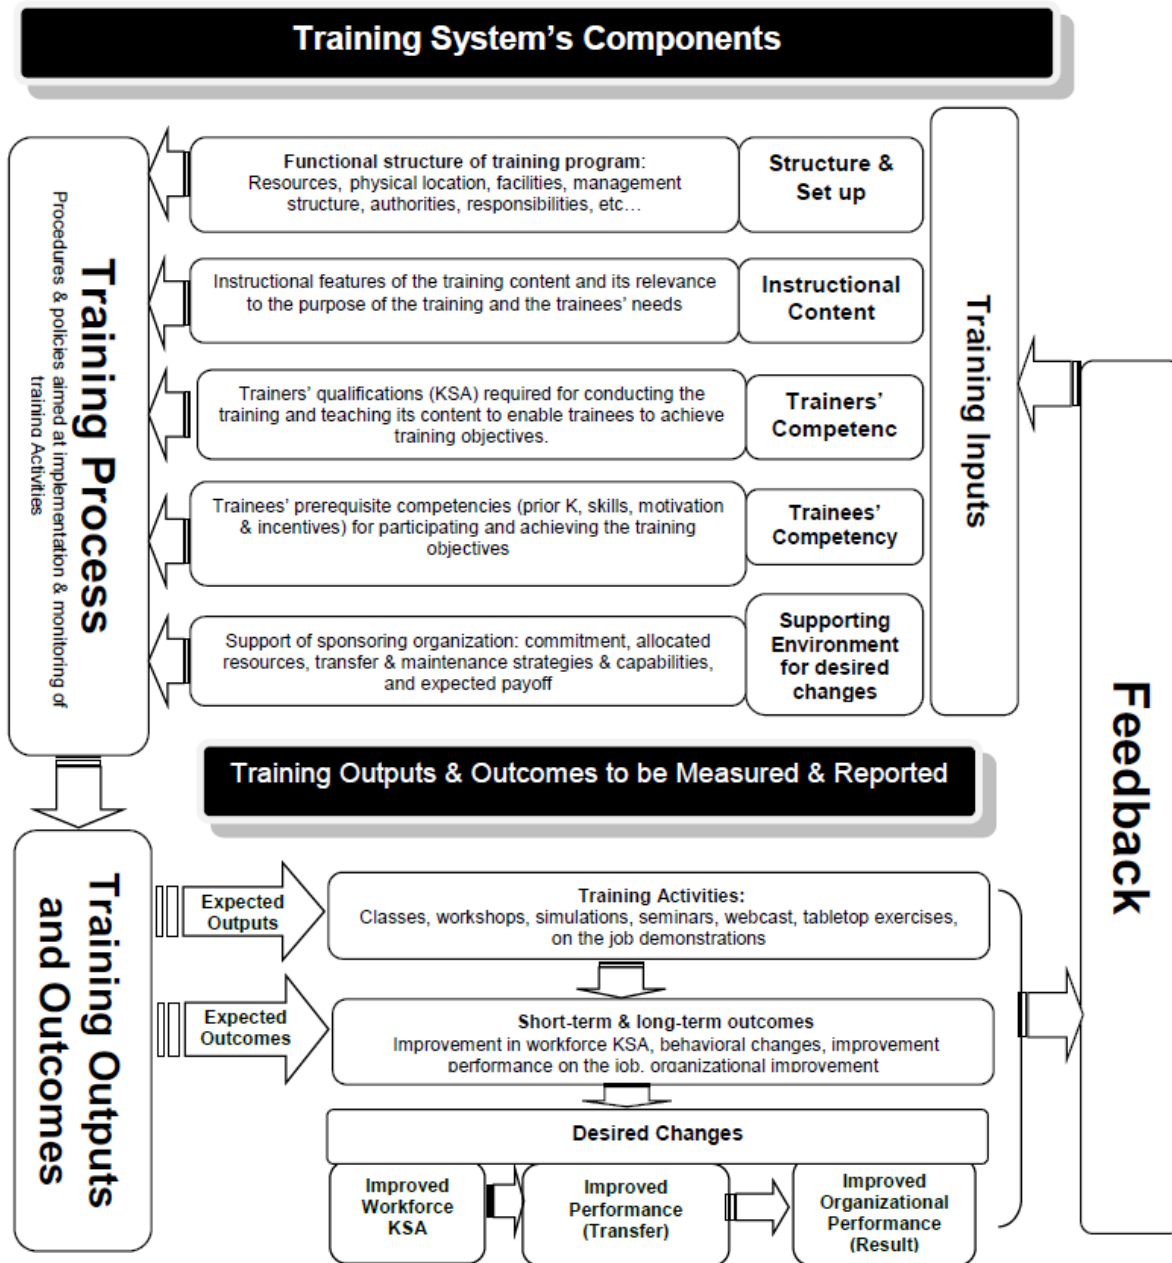 Training System's Components
Functional structure of training program:
Resources, physical location, facilities, management
structure, authorities, responsibilities, etc…
Structure &
Set up
Instructional features of the training content and its relevance
to the purpose of the training and the trainees' needs
Instructional
Content
Trainers' qualifications (KSA) required for conducting the
training and teaching its content to enable trainees to achieve
training objectives.
Trainers'
Competenc
Trainees' prerequisite competencies (prior K, skills, motivation
& incentives) for participating and achieving the training
objectives
Trainees'
Competency
Support of sponsoring organization: commitment, allocated
resources, transfer & maintenance strategies & capabilities,
and expected payoff
Supporting
Environment
for desired
changes
Training Inputs
Training Process
Procedures & policies aimed at implementation & monitoring of
training Activities
Feedback
Training Outputs & Outcomes to be Measured & Reported
Training Outputs
and Outcomes
Expected
Outputs
Training Activities:
Classes, workshops, simulations, seminars, webcast, tabletop exercises,
on the job demonstrations
Expected
Outcomes
Short-term & long-term outcomes
Improvement in workforce KSA, behavioral changes, improvement
performance on the job, organizational improvement
Desired Changes
Improved
Workforce
KSA
Improved
Performance
(Transfer)
Improved
Organizational
Performance
(Result)